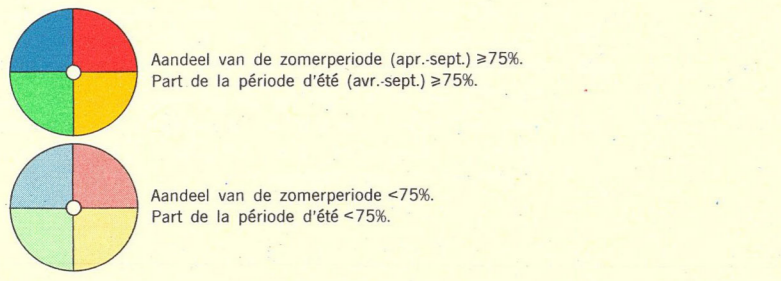 Aandeel van de zomerperiode (apr.-sept.) ≥75%.
Part de la période d'été (avr.-sept.) ≥75%.
Aandeel van de zomerperiode <75%.
Part de la période d'été <75%.